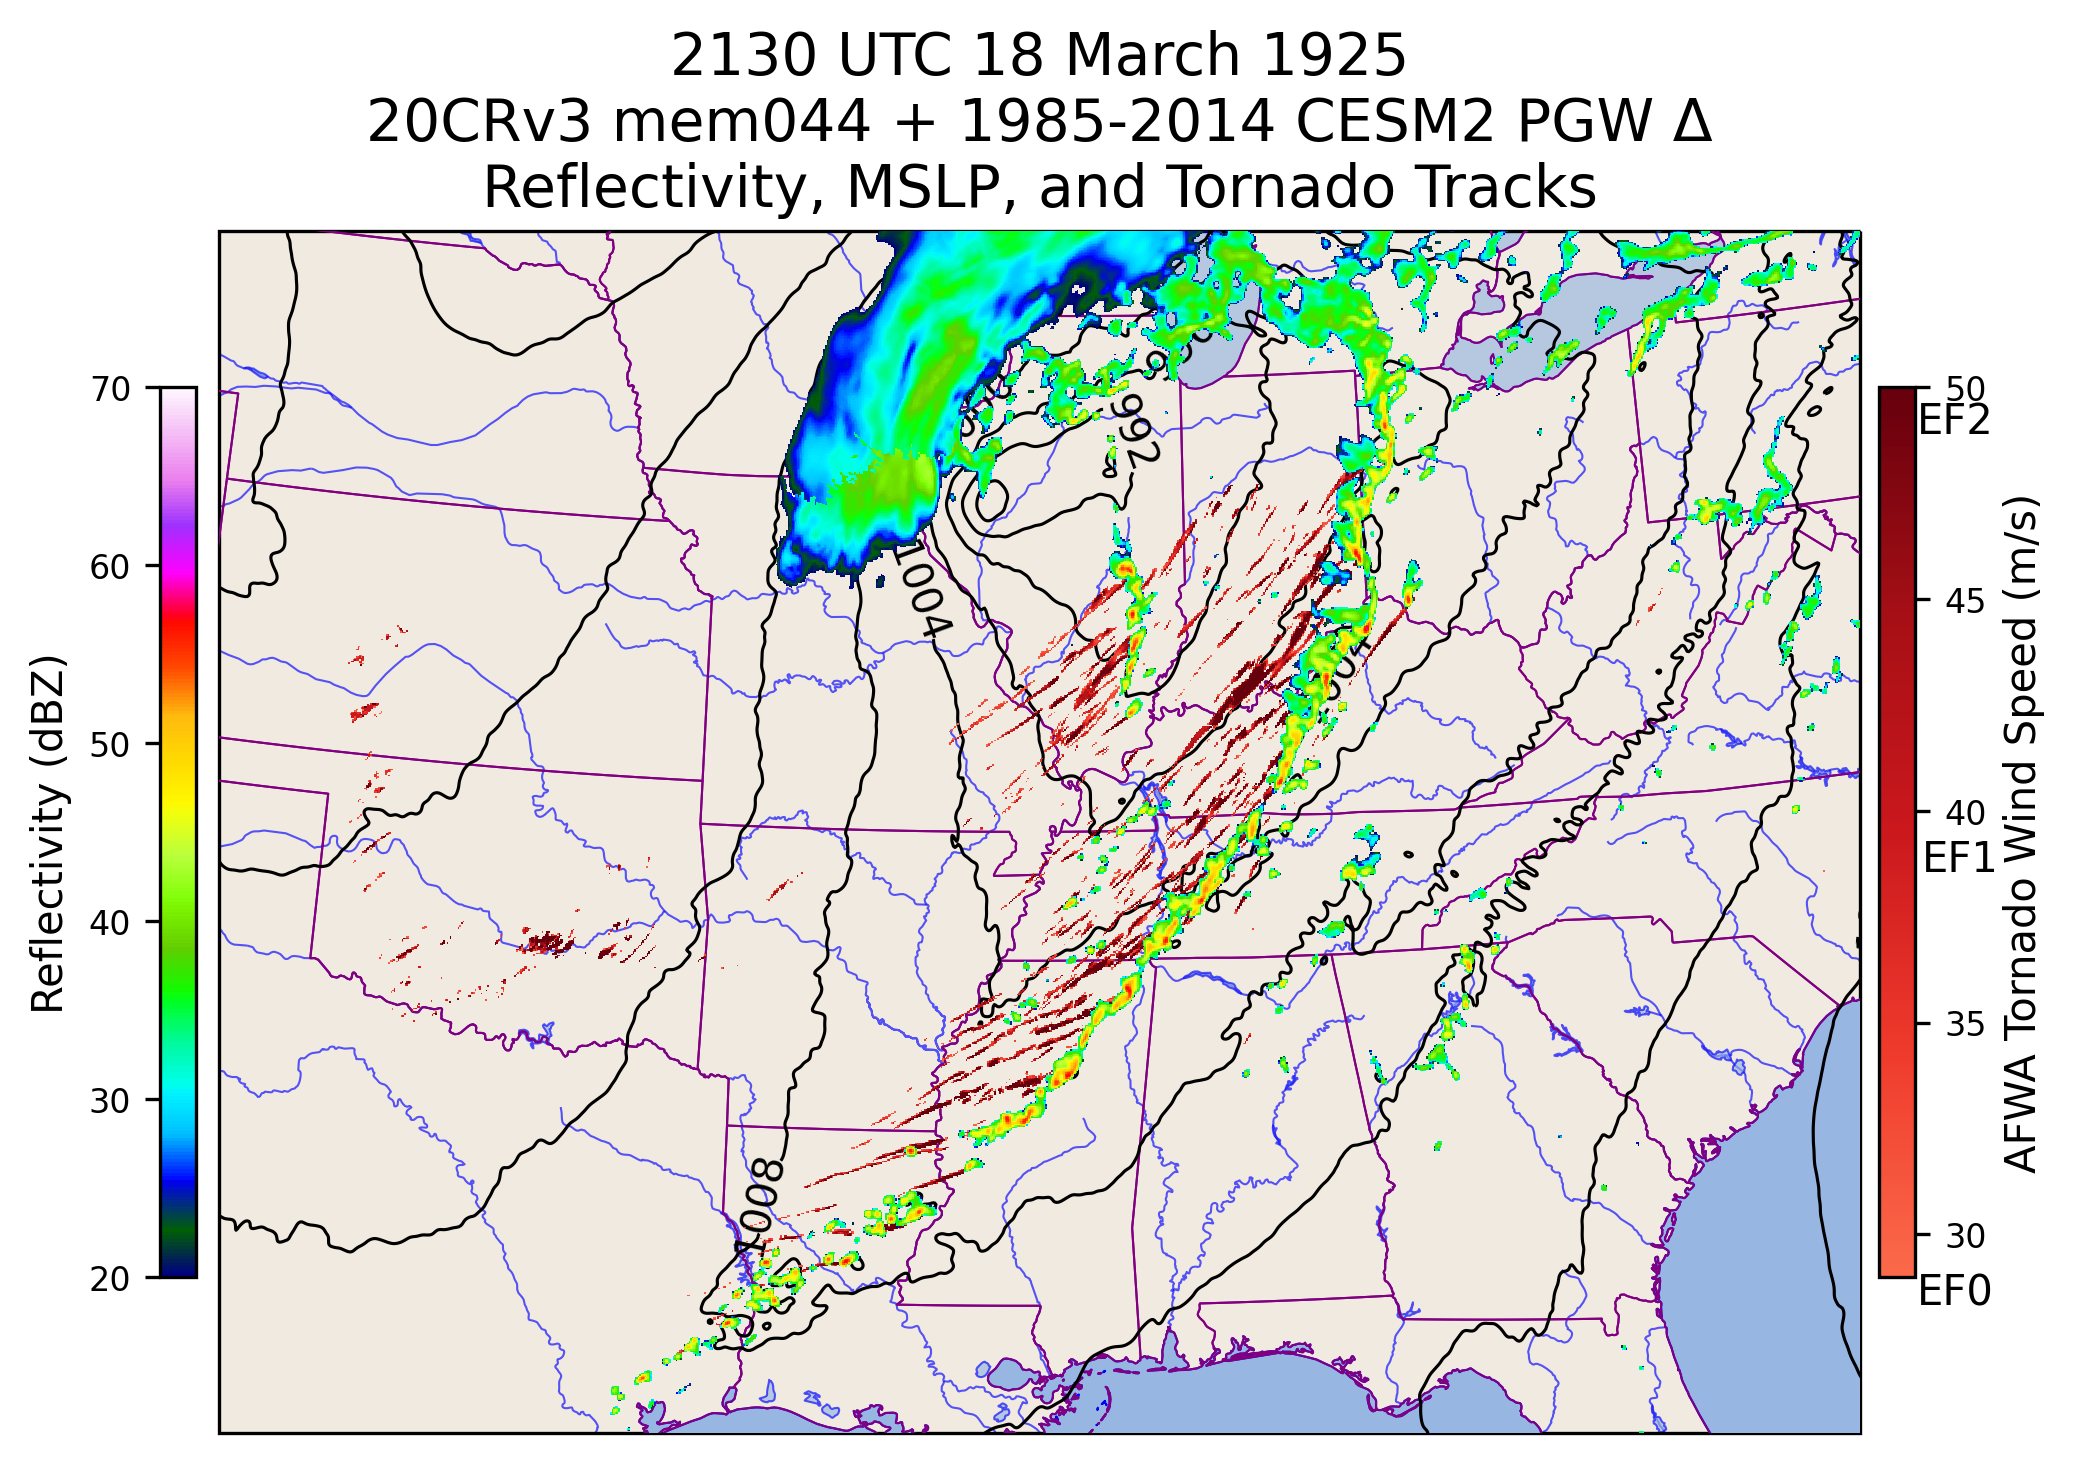 2130 UTC 18 March 1925
20CRv3 mem044 + 1985-2014 CESM2 PGW Δ
Reflectivity, MSLP, and Tornado Tracks
Reflectivity (dBZ)
70
60
50
40
30
20
992
1004
1008
50
EF2
45
40
EF1
35
30
EF0
AFWA Tornado Wind Speed (m/s)